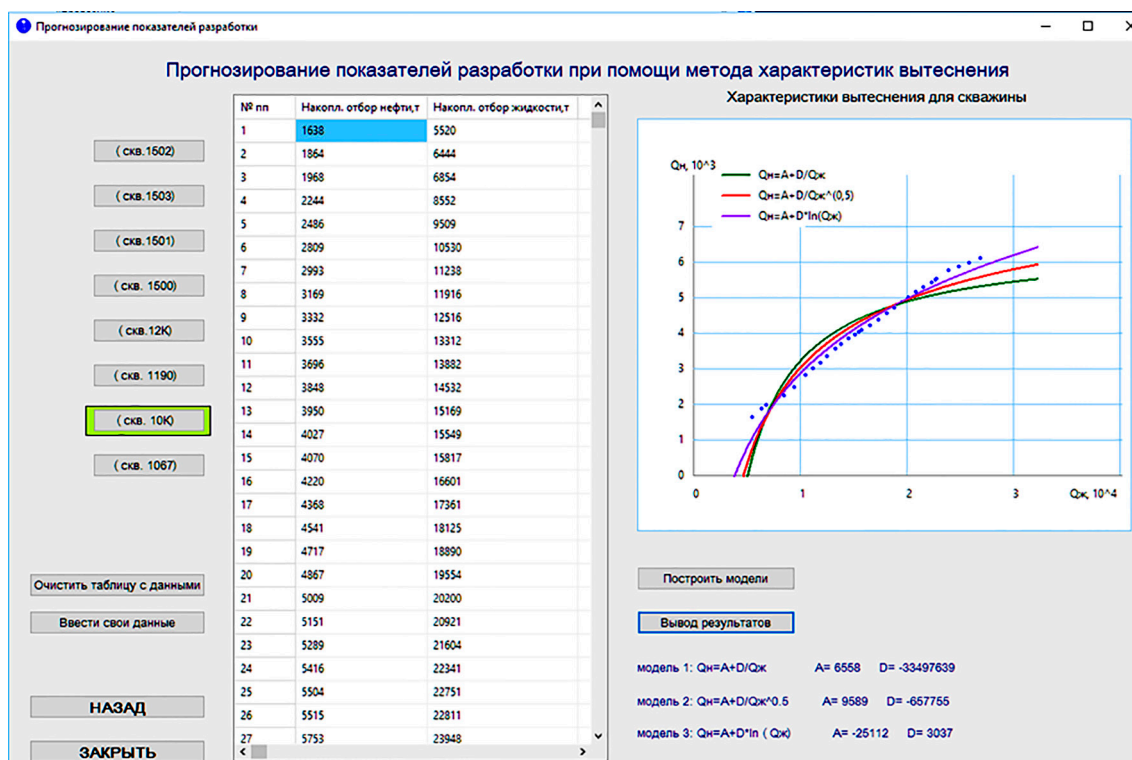 Прогнозирование показателей разработки
Прогнозирование показателей разработки при помощи метода характеристик вытеснения
( скв.1502)
( скв.1503)
( скв.1501)
( скв. 1500)
( скв.12К)
( скв. 1190)
( скв. 10К)
( скв. 1067)
Очистить таблицу с данными
Ввести свои данные
НАЗАД
ЗАКРЫТЬ
№ пп Накопл. отбор нефти,т Накопл. отбор жидкости,т
1 1638 5520
2 1864 6444
3 1968 6854
4 2244 8552
5 2486 9509
6 2809 10530
7 2993 11238
8 3169 11916
9 3332 12516
10 3555 13312
11 3696 13882
12 3848 14532
13 3950 15169
14 4027 15549
15 4070 15817
16 4220 16601
17 4368 17361
18 4541 18125
19 4717 18890
20 4867 19554
21 5009 20200
22 5151 20921
23 5289 21604
24 5416 22341
25 5504 22751
26 5515 22811
27 5753 23948
Характеристики вытеснения для скважины
Qн, 10^3
Qн=A+D/Qж
Qн=A+D/Qж^(0,5)
Qн=A+D*ln(Qж)
7
6
5
4
3
2
1
0
0 1 2 3 Qж, 10^4
Построить модели
Вывод результатов
модель 1: Qн=A+D/Qж A= 6558 D= -33497639
модель 2: Qн=A+D/Qж^0.5 A= 9589 D= -657755
модель 3: Qн=A+D*ln ( Qж) A= -25112 D= 3037